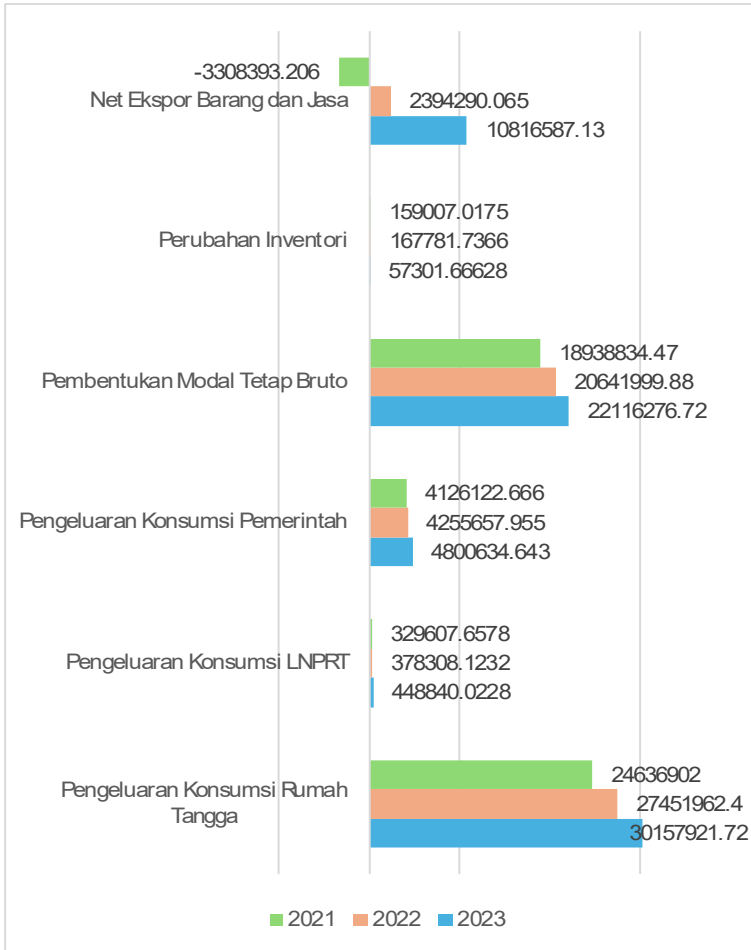 -3308393.206
Net Ekspor Barang dan Jasa
2394290.065
10816587.13
159007.0175
Perubahan Inventori
167781.7366
57301.66628
18938834.47
Pembentukan Modal Tetap Bruto
20641999.88
22116276.72
4126122.666
Pengeluaran Konsumsi Pemerintah
4255657.955
4800634.643
329607.6578
Pengeluaran Konsumsi LNPRT
378308.1232
448840.0228
24636902
Pengeluaran Konsumsi Rumah
Tangga
27451962.4
30157921.72
2021 2022 2023